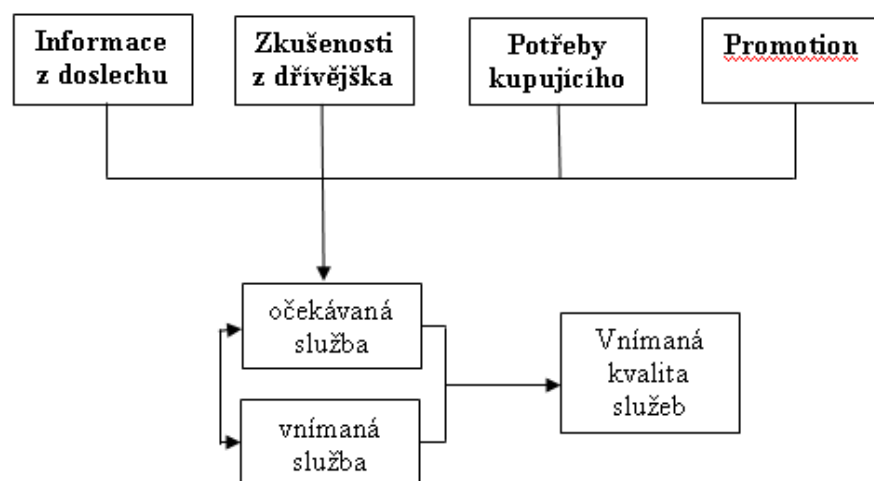 Informace
z doslechu
Zkušenosti
z dřívějška
Potřeby
kupujícího
Promotion
očekávaná
služba
Vnímaná
kvalita
služeb
vnímaná
služba